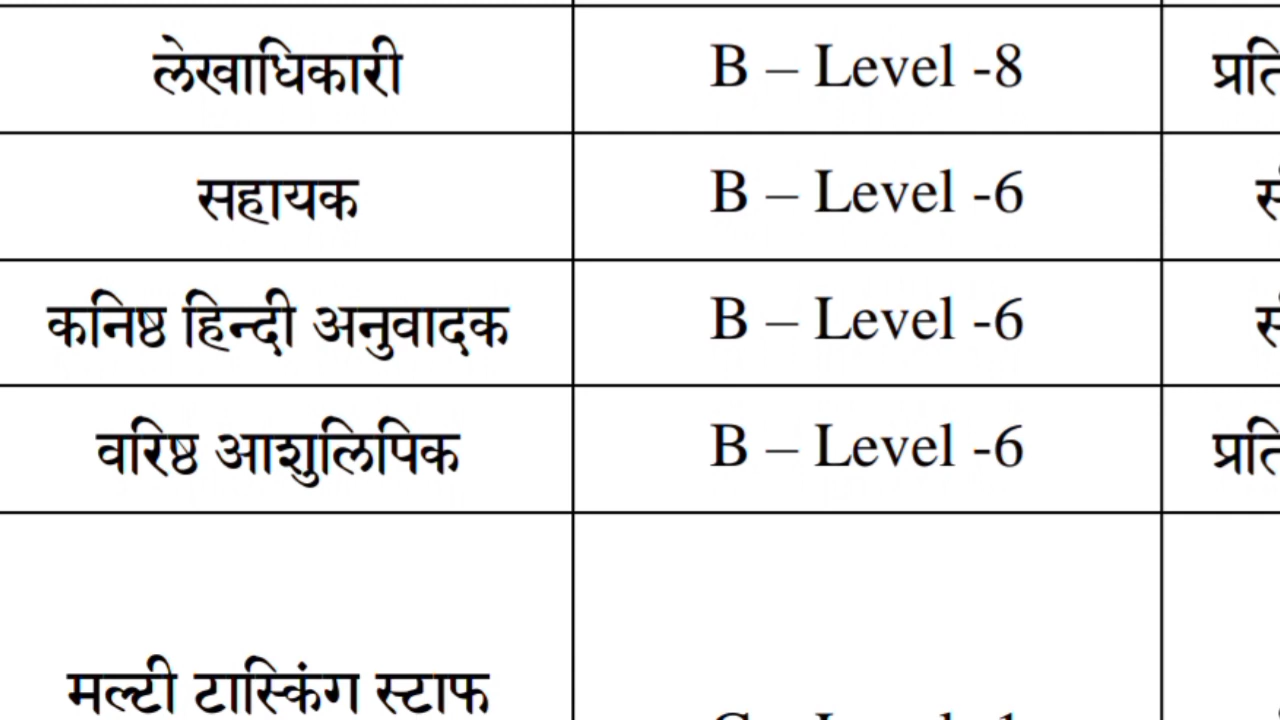 लेखाधिकारी B – Level -8
सहायक B – Level -6
कनिष्ठ हिन्दी अनुवादक B – Level -6
वरिष्ठ आशुलिपिक B – Level -6
मल्टी टास्किंग स्टाफ